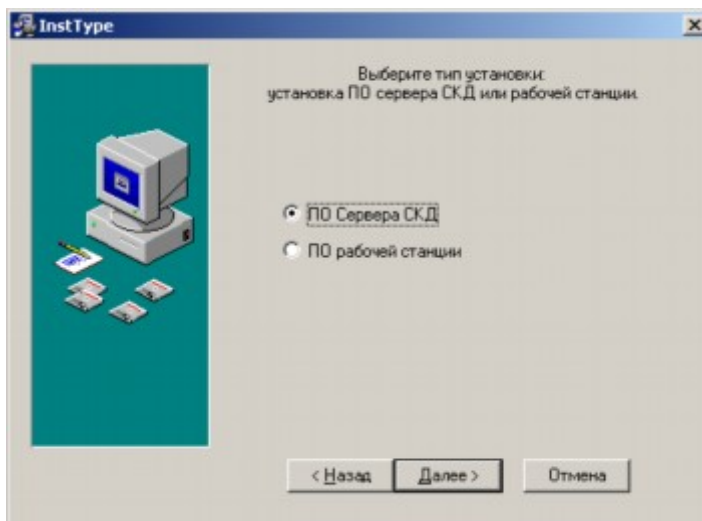 InstType
Выберите тип установки:
установка ПО сервера СКД или рабочей станции.
ПО Сервера СКД
ПО рабочей станции
< Назад
Далее >
Отмена